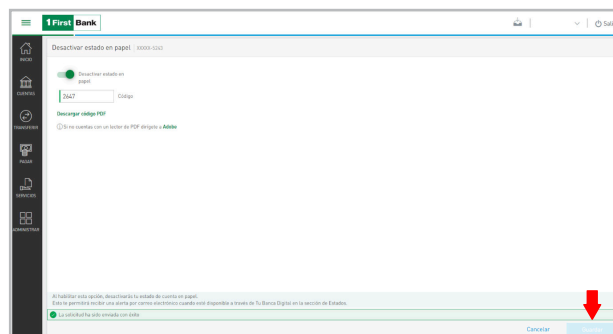 1First Bank
Sali
Desactivar estado en papel
INICIO
CUENTAS
TRANSFERIR
PAGAR
SERVICIOS
ADMINISTRAR
Desactivar estado en
papel
2647 Código
Descargar código PDF
Si no cuentas con un lector de PDF dirígete a Adobe
Al habilitar esta opción, desactivarás tu estado de cuenta en papel.
Esto te permitirá recibir una alerta por correo electrónico cuando esté disponible a través de Tu Banca Digital en la sección de Estados.
La solicitud ha sido enviada con éxito
Cancelar